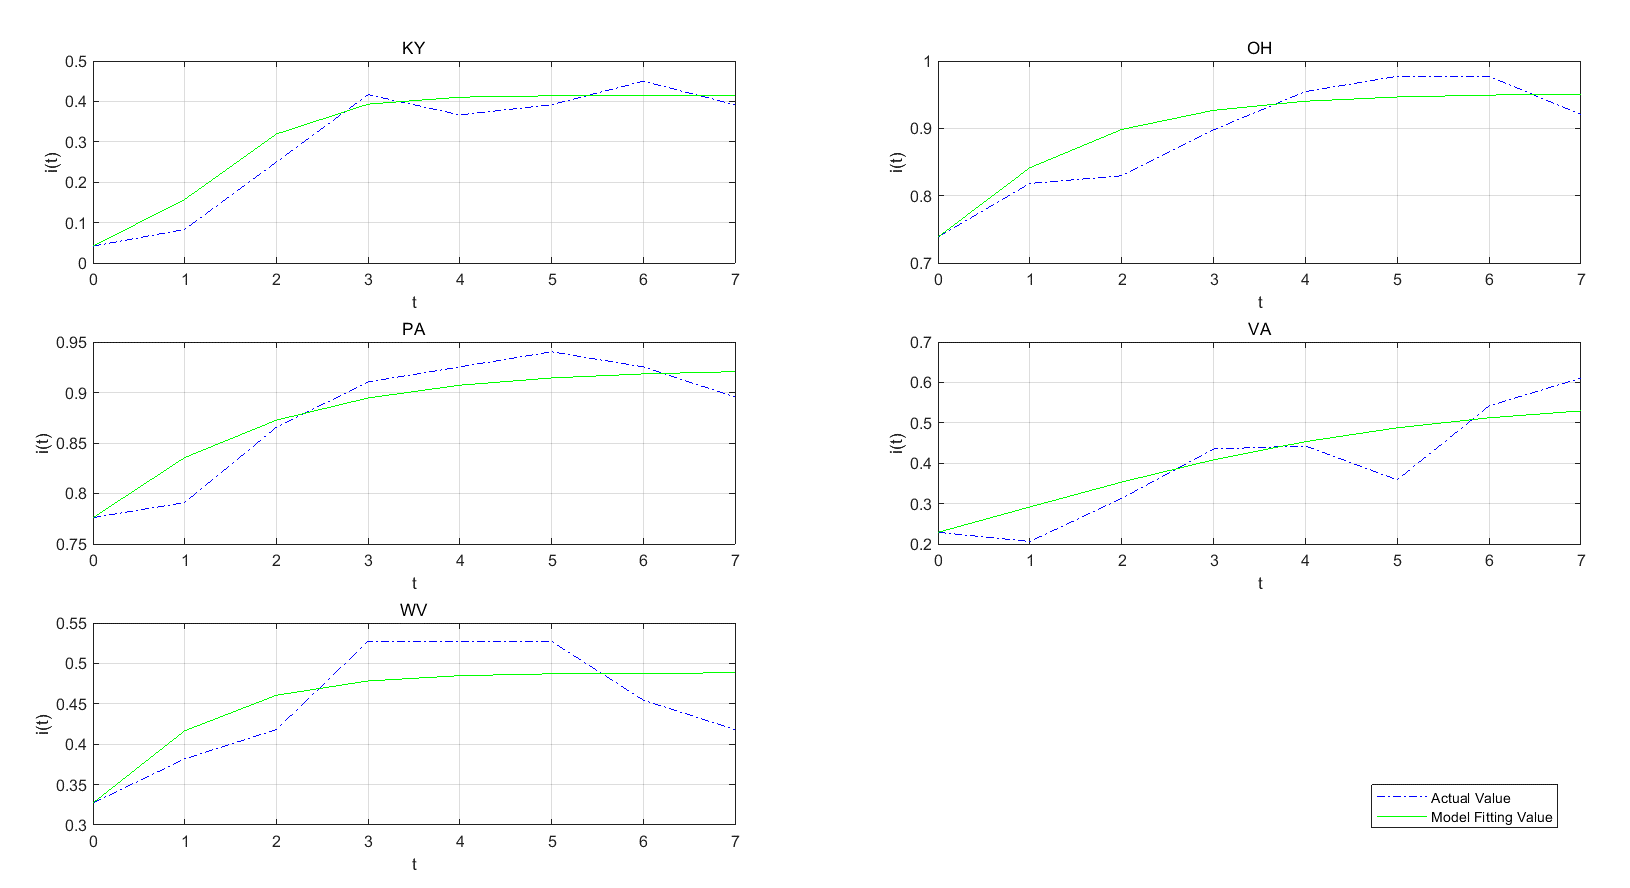 KY
0.5
0.4
0.3
0.2
0.1
0
i(t)
0 1 2 3 4 5 6 7
t
OH
1
0.9
0.8
0.7
i(t)
0 1 2 3 4 5 6 7
t
PA
0.95
0.9
0.85
0.8
0.75
i(t)
0 1 2 3 4 5 6 7
t
VA
0.7
0.6
0.5
0.4
0.3
0.2
i(t)
0 1 2 3 4 5 6 7
t
WV
0.55
0.5
0.45
0.4
0.35
0.3
i(t)
0 1 2 3 4 5 6 7
t
Actual Value
Model Fitting Value